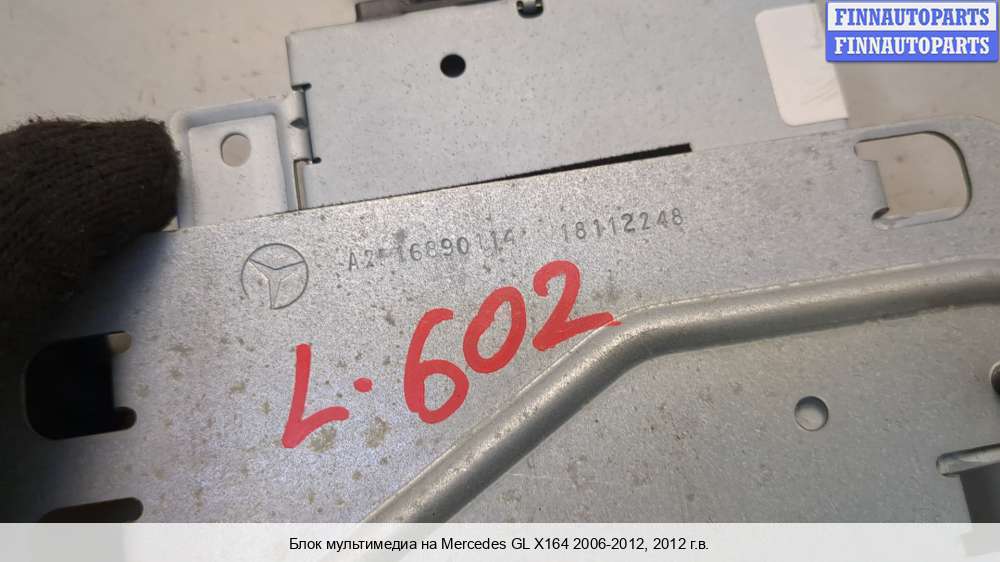 FINNAUTOPARTS
FINNAUTOPARTS
18112248
L-602
Блок мультимедиа на Mercedes GL X164 2006-2012, 2012 г.в.